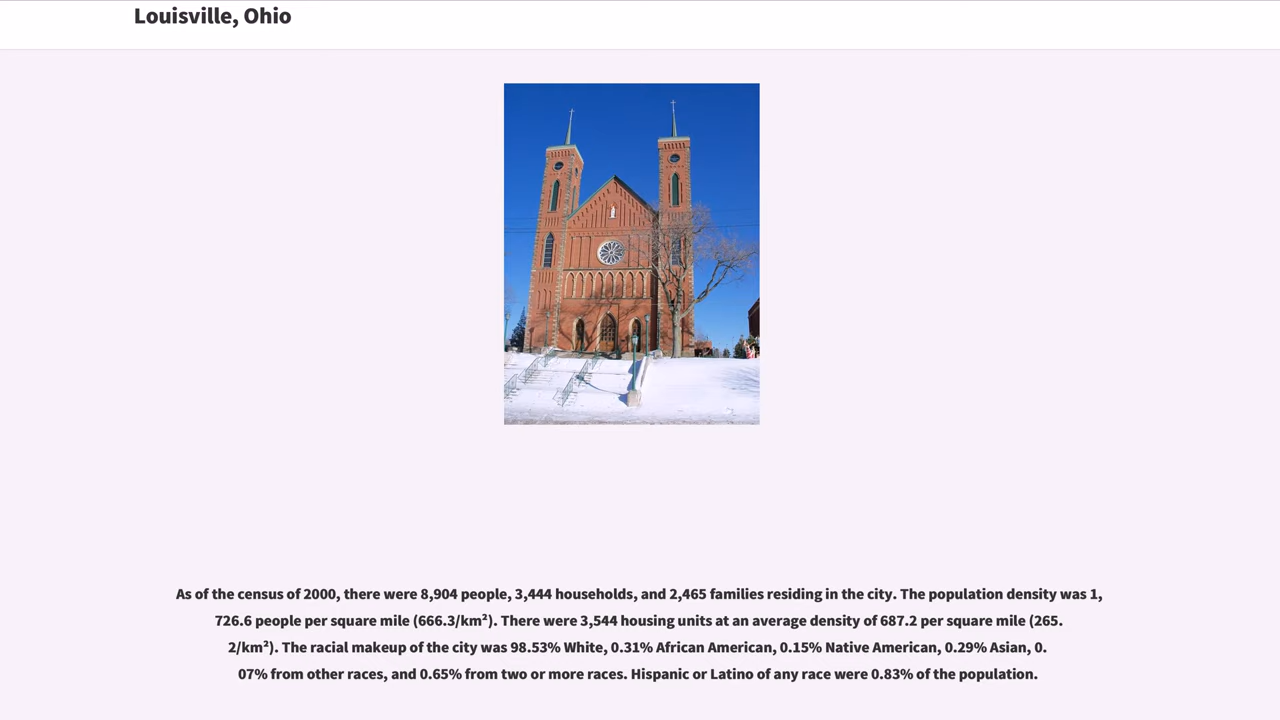 Louisville, Ohio
As of the census of 2000, there were 8,904 people, 3,444 households, and 2,465 families residing in the city. The population density was 1,
726.6 people per square mile (666.3/km²). There were 3,544 housing units at an average density of 687.2 per square mile (265.
2/km²). The racial makeup of the city was 98.53% White, 0.31% African American, 0.15% Native American, 0.29% Asian, 0.
07% from other races, and 0.65% from two or more races. Hispanic or Latino of any race were 0.83% of the population.